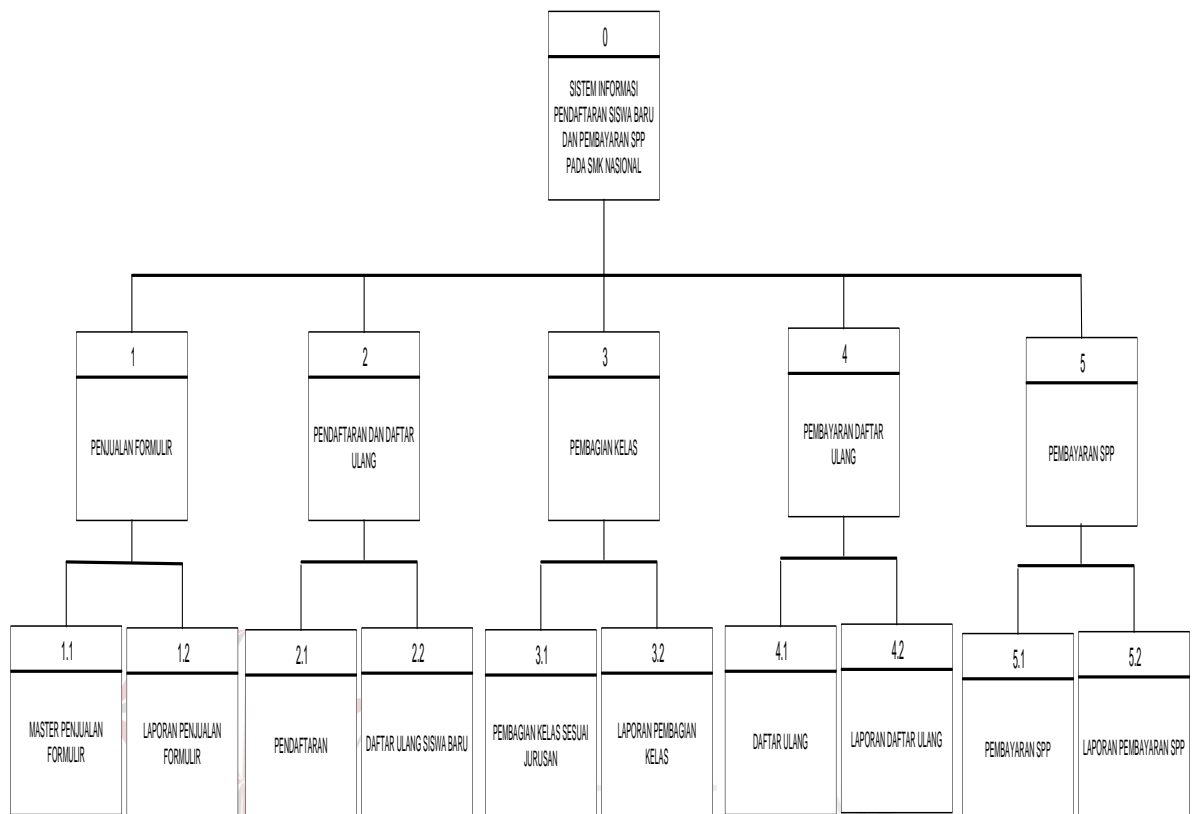 0
SISTEM INFORMASI
PENDAFTARAN SISWA BARU
DAN PEMBAYARAN SPP
PADA SMK NASIONAL
1
PENJUALAN FORMULIR
2
PENDAFTARAN DAN DAFTAR
ULANG
3
PEMBAGIAN KELAS
4
PEMBAYARAN DAFTAR
ULANG
5
PEMBAYARAN SPP
1.1
MASTER PENJUALAN
FORMULIR
1.2
LAPORAN PENJUALAN
FORMULIR
2.1
PENDAFTARAN
2.2
DAFTAR ULANG SISWA BARU
3.1
PEMBAGIAN KELAS SESUAI
JURUSAN
3.2
LAPORAN PEMBAGIAN
KELAS
4.1
DAFTAR ULANG
4.2
LAPORAN DAFTAR ULANG
5.1
PEMBAYARAN SPP
5.2
LAPORAN PEMBAYARAN SPP